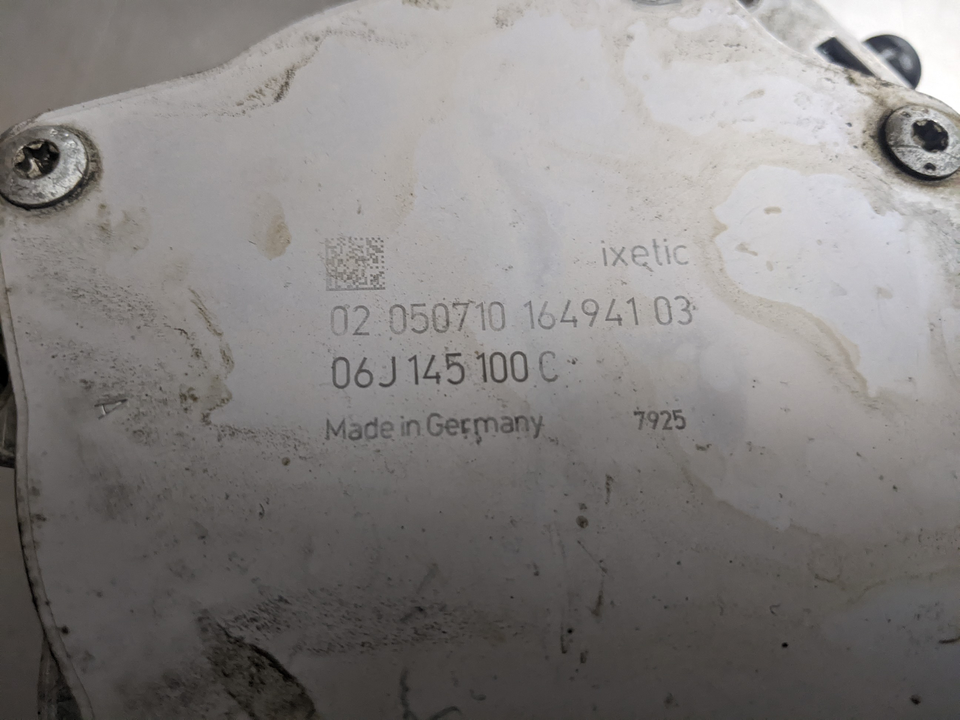 ixetic
02 050710 164941 03
06J 145 100 C
Made in Germany 7925